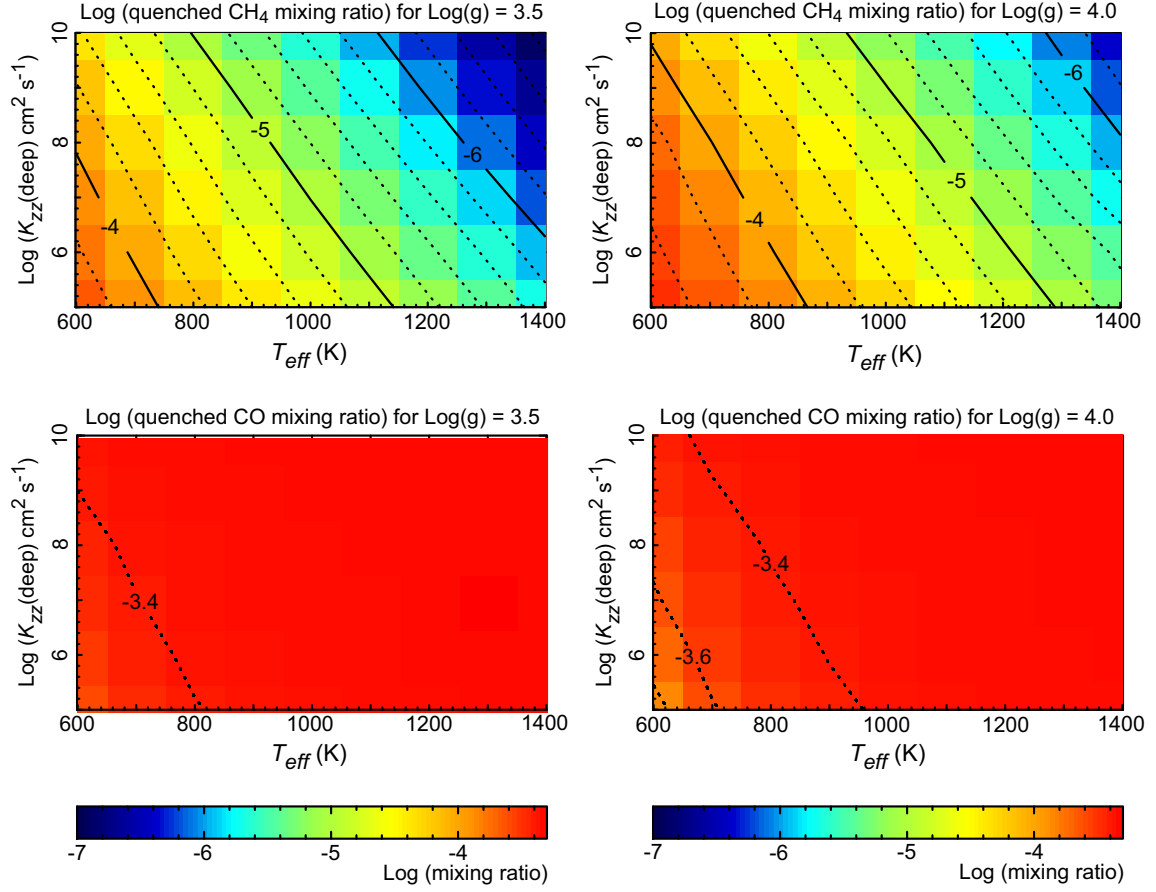 Log (quenched CH4 mixing ratio) for Log(g) = 3.5
Log (Kzz(deep) cm² s⁻¹)
10
8
6
-4
-5
-6
600 800 1000 1200 1400
Teff (K)
Log (quenched CH4 mixing ratio) for Log(g) = 4.0
Log (Kzz(deep) cm² s⁻¹)
10
8
6
-4
-5
-6
600 800 1000 1200 1400
Teff (K)
Log (quenched CO mixing ratio) for Log(g) = 3.5
Log (Kzz(deep) cm² s⁻¹)
10
8
6
-3.4
600 800 1000 1200 1400
Teff (K)
Log (quenched CO mixing ratio) for Log(g) = 4.0
Log (Kzz(deep) cm² s⁻¹)
10
8
6
-3.4
-3.6
600 800 1000 1200 1400
Teff (K)
-7 -6 -5 -4
Log (mixing ratio)
-7 -6 -5 -4
Log (mixing ratio)